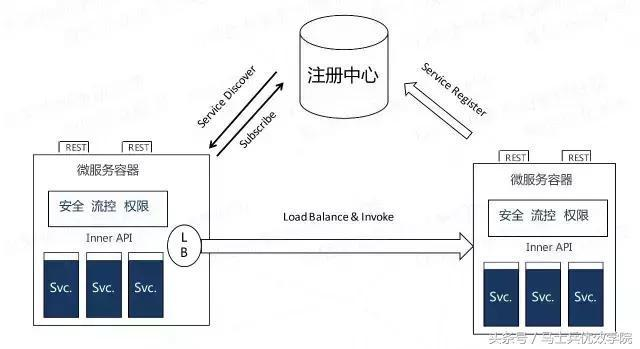 注册中心
Service Discover
Subscribe
Service Register
REST
REST
微服务容器
安全 流控 权限
Inner API
Svc.
Svc.
Svc.
L
B
Load Balance & Invoke
REST
REST
微服务容器
安全 流控 权限
Inner API
Svc.
Svc.
Svc.
头条号 / 马士兵优效学院